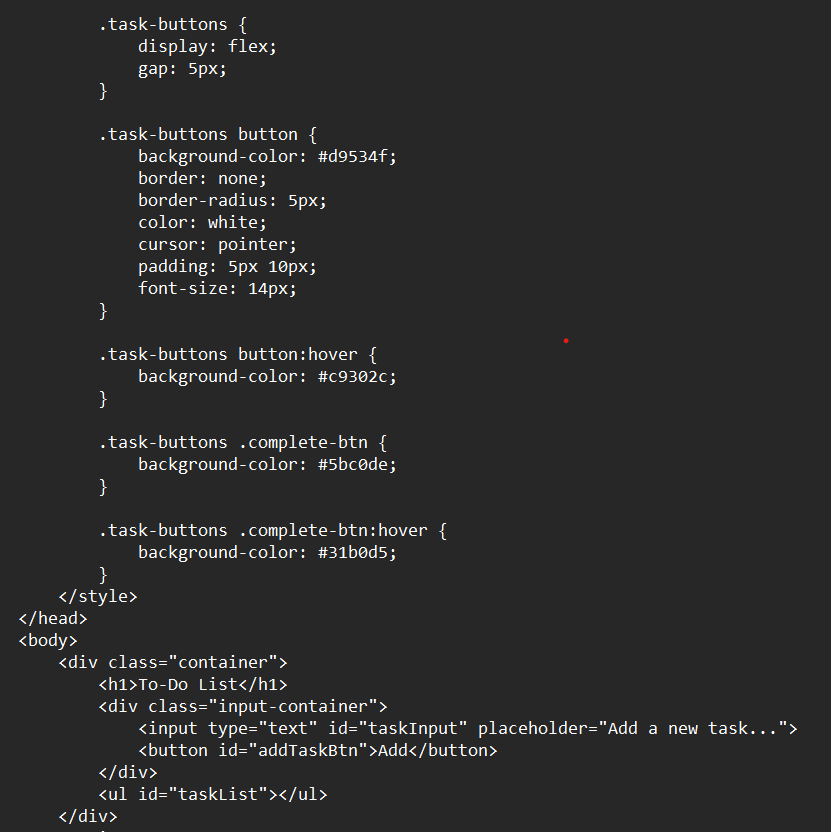 .task-buttons {
display: flex;
gap: 5px;
}
.task-buttons button {
background-color: #d9534f;
border: none;
border-radius: 5px;
color: white;
cursor: pointer;
padding: 5px 10px;
font-size: 14px;
}
.task-buttons button:hover {
background-color: #c9302c;
}
.task-buttons .complete-btn {
background-color: #5bc0de;
}
.task-buttons .complete-btn:hover {
background-color: #31b0d5;
}
</style>
</head>
<body>
<div class="container">
<h1>To-Do List</h1>
<div class="input-container">
<input type="text" id="taskInput" placeholder="Add a new task...">
<button id="addTaskBtn">Add</button>
</div>
<ul id="taskList"></ul>
</div>